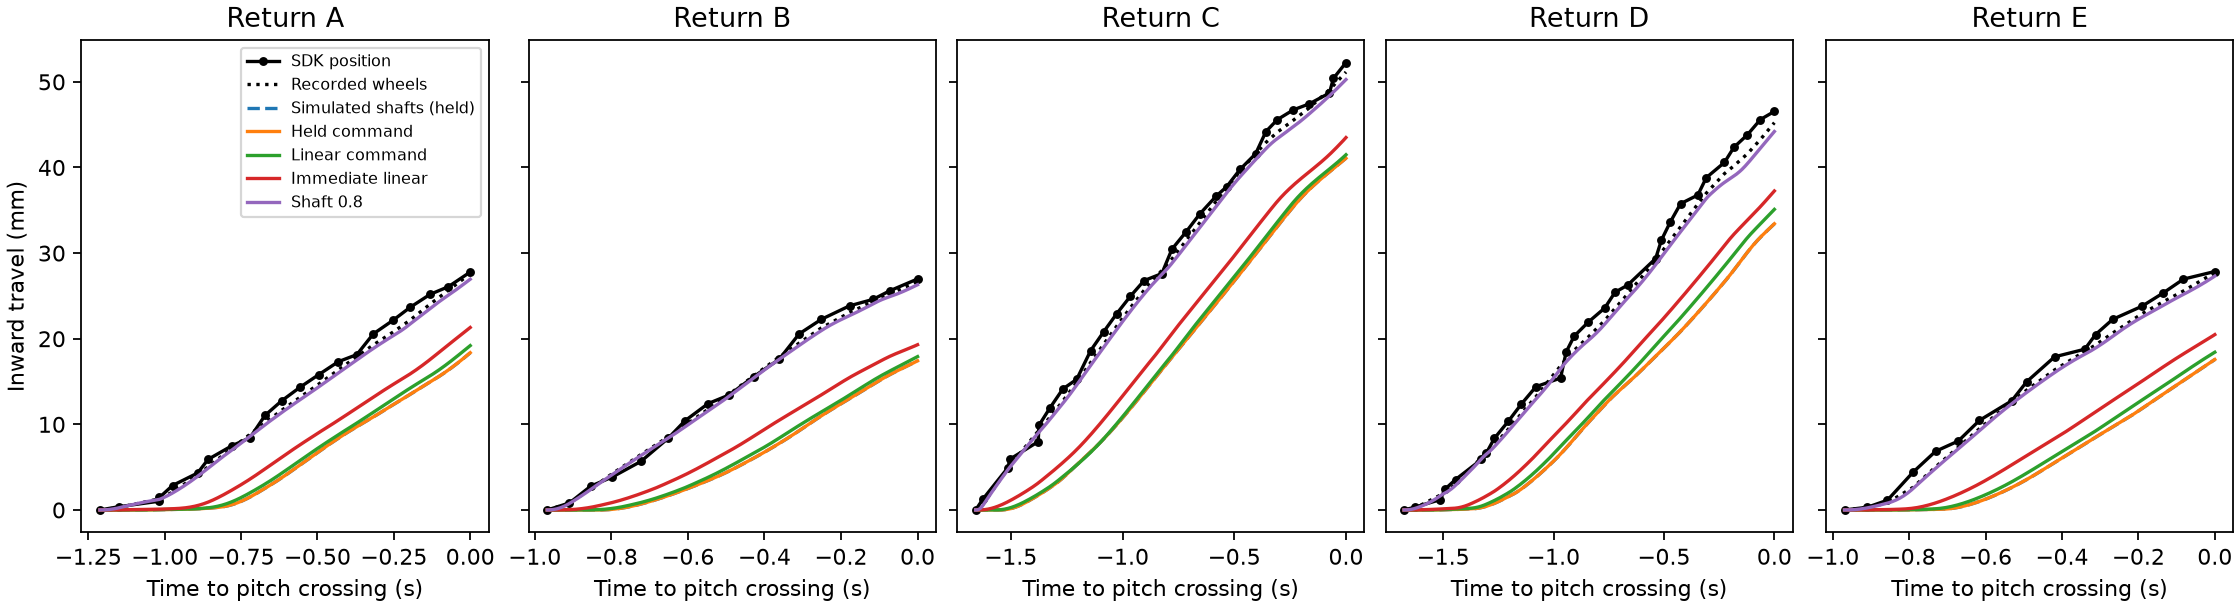 Return A
Return B
Return C
Return D
Return E
SDK position
Recorded wheels
Simulated shafts (held)
Held command
Linear command
Immediate linear
Shaft 0.8
Inward travel (mm)
50
40
30
20
10
0
−1.25 −1.00 −0.75 −0.50 −0.25 0.00
−1.0 −0.8 −0.6 −0.4 −0.2 0.0
−1.5 −1.0 −0.5 0.0
−1.5 −1.0 −0.5 0.0
−1.0 −0.8 −0.6 −0.4 −0.2 0.0
Time to pitch crossing (s)
Time to pitch crossing (s)
Time to pitch crossing (s)
Time to pitch crossing (s)
Time to pitch crossing (s)